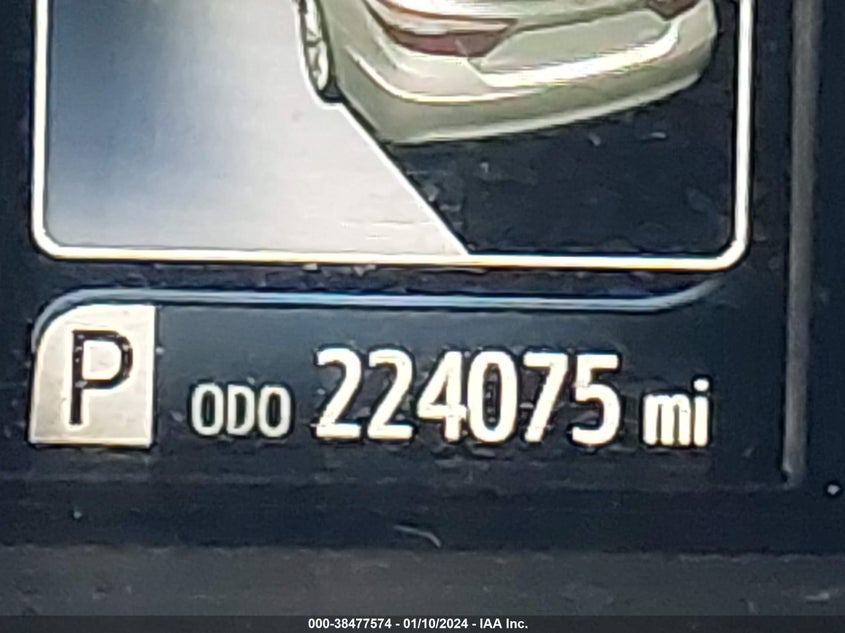 P ODO 224075 mi
000-38477574 - 01/10/2024 - IAA Inc.